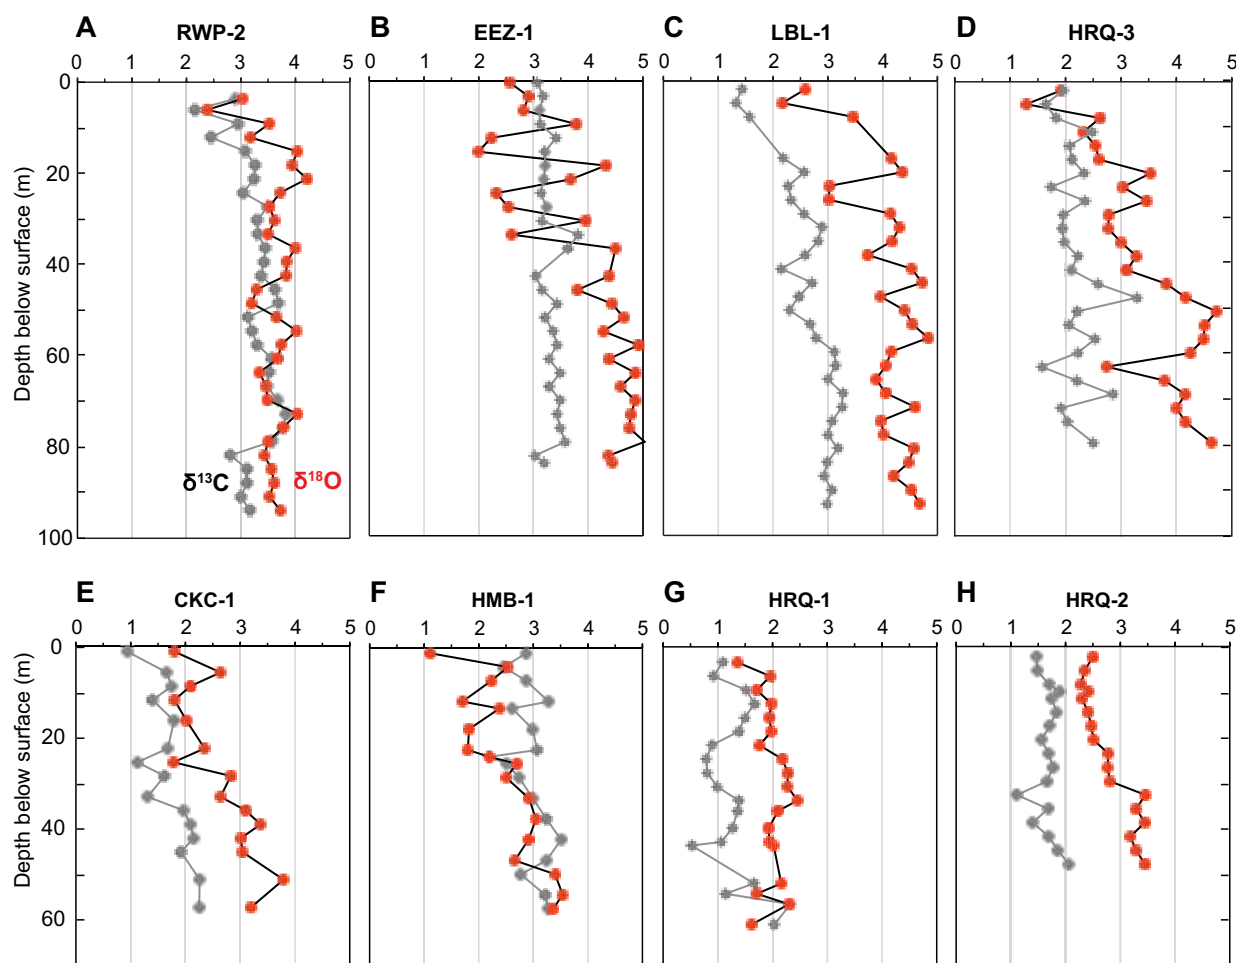 A
RWP-2
0 1 2 3 4 5
B
EEZ-1
0 1 2 3 4 5
C
LBL-1
0 1 2 3 4 5
D
HRQ-3
0 1 2 3 4 5
Depth below surface (m)
0
20
40
60
80
100
δ¹³C
δ¹⁸O
E
CKC-1
0 1 2 3 4 5
F
HMB-1
0 1 2 3 4 5
G
HRQ-1
0 1 2 3 4 5
H
HRQ-2
0 1 2 3 4 5
Depth below surface (m)
0
20
40
60